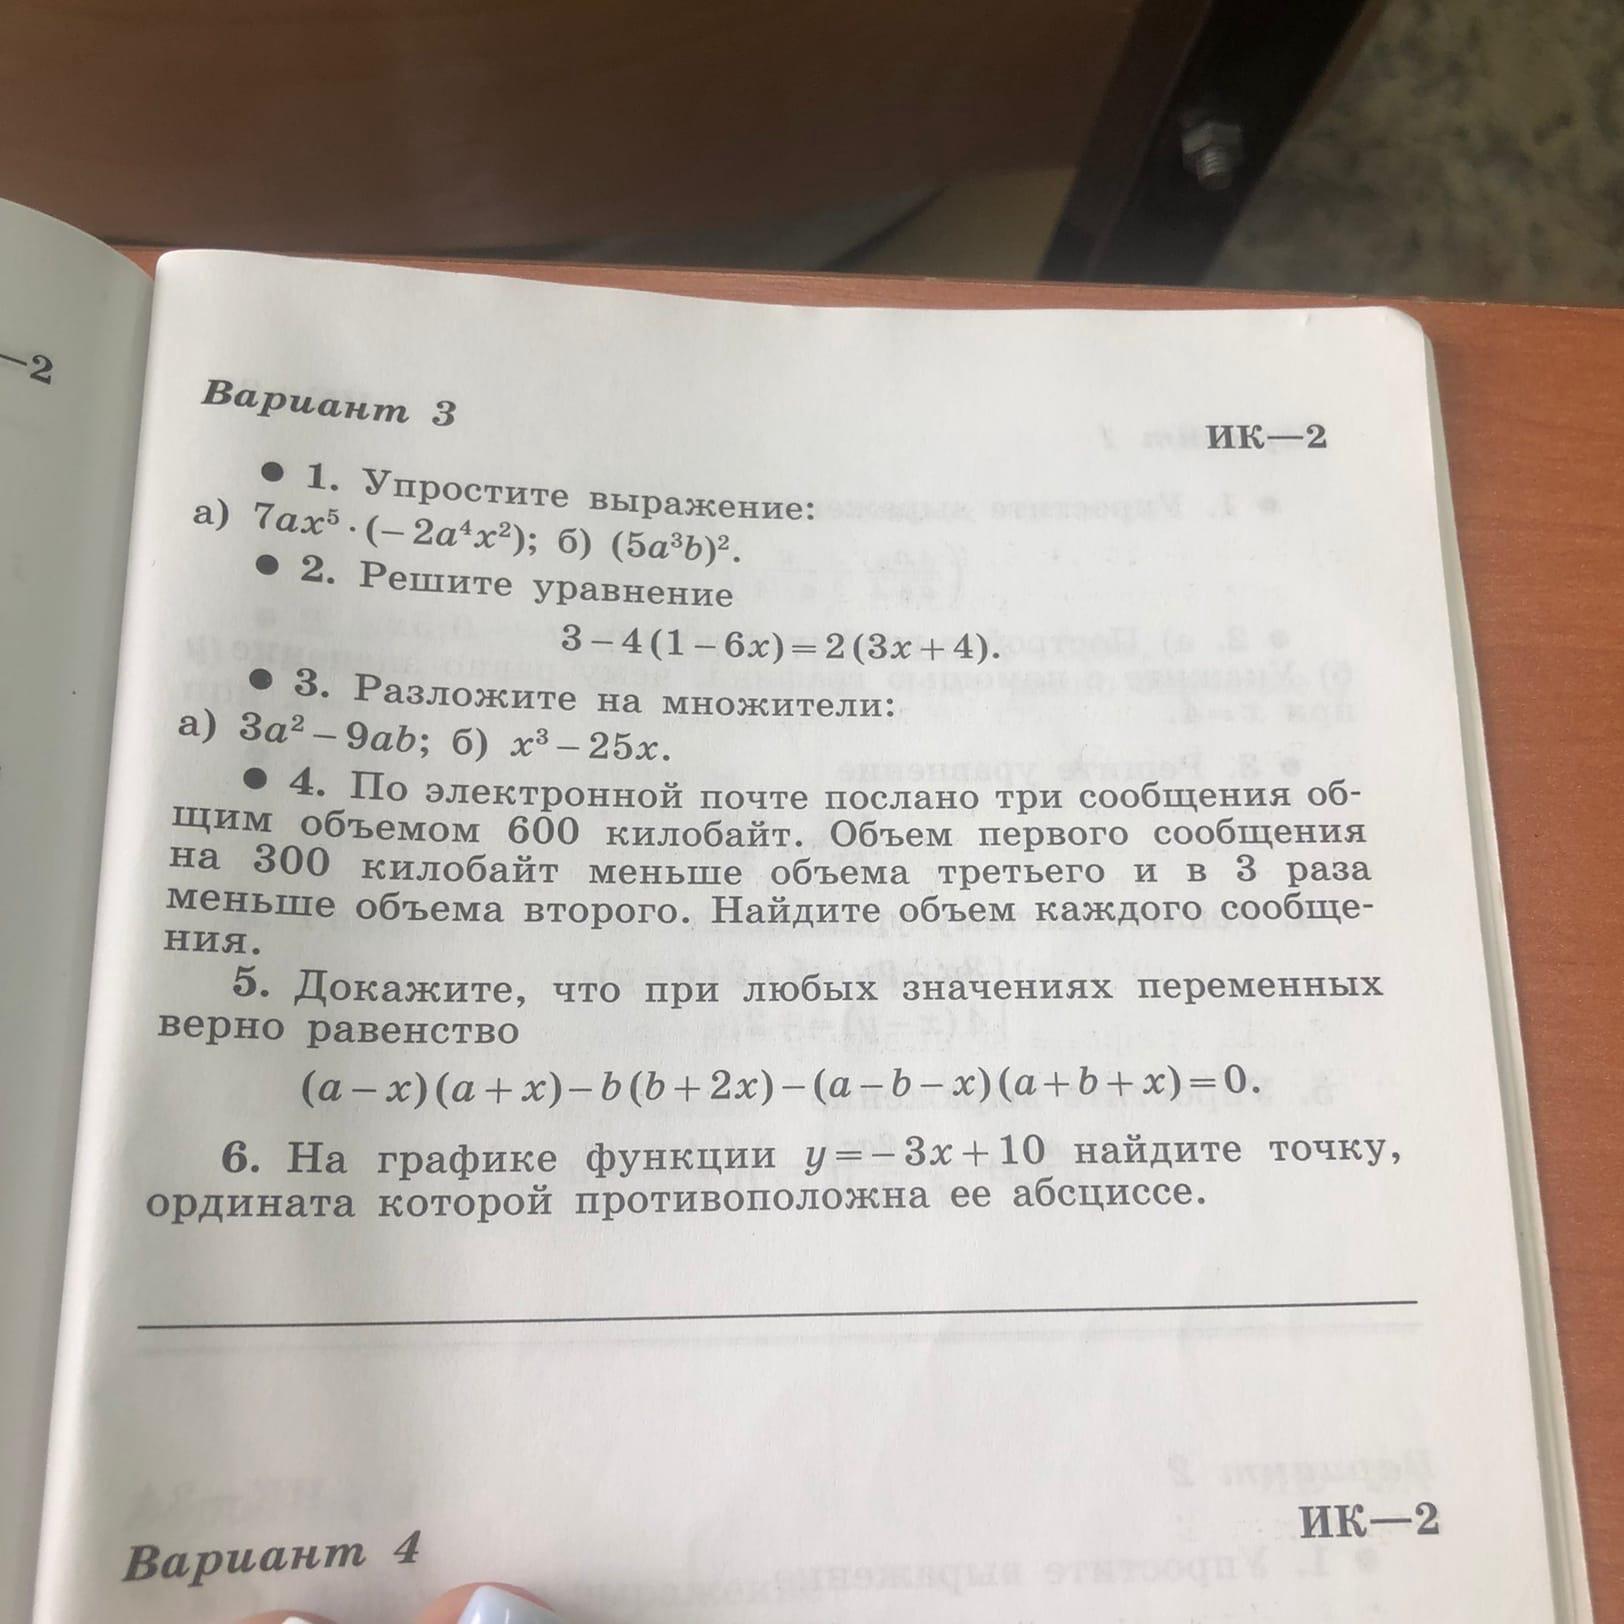 —2
Вариант 3
ИК—2
● 1. Упростите выражение:
а) 7ax⁵ · (− 2a⁴x²); б) (5a³b)².
● 2. Решите уравнение
3 − 4 (1 − 6x) = 2 (3x + 4).
● 3. Разложите на множители:
а) 3a² − 9ab; б) x³ − 25x.
● 4. По электронной почте послано три сообщения об-
щим объемом 600 килобайт. Объем первого сообщения
на 300 килобайт меньше объема третьего и в 3 раза
меньше объема второго. Найдите объем каждого сообще-
ния.
5. Докажите, что при любых значениях переменных
верно равенство
(a − x) (a + x) − b (b + 2x) − (a − b − x) (a + b + x) = 0.
6. На графике функции y = − 3x + 10 найдите точку,
ордината которой противоположна ее абсциссе.
ИК—2
Вариант 4